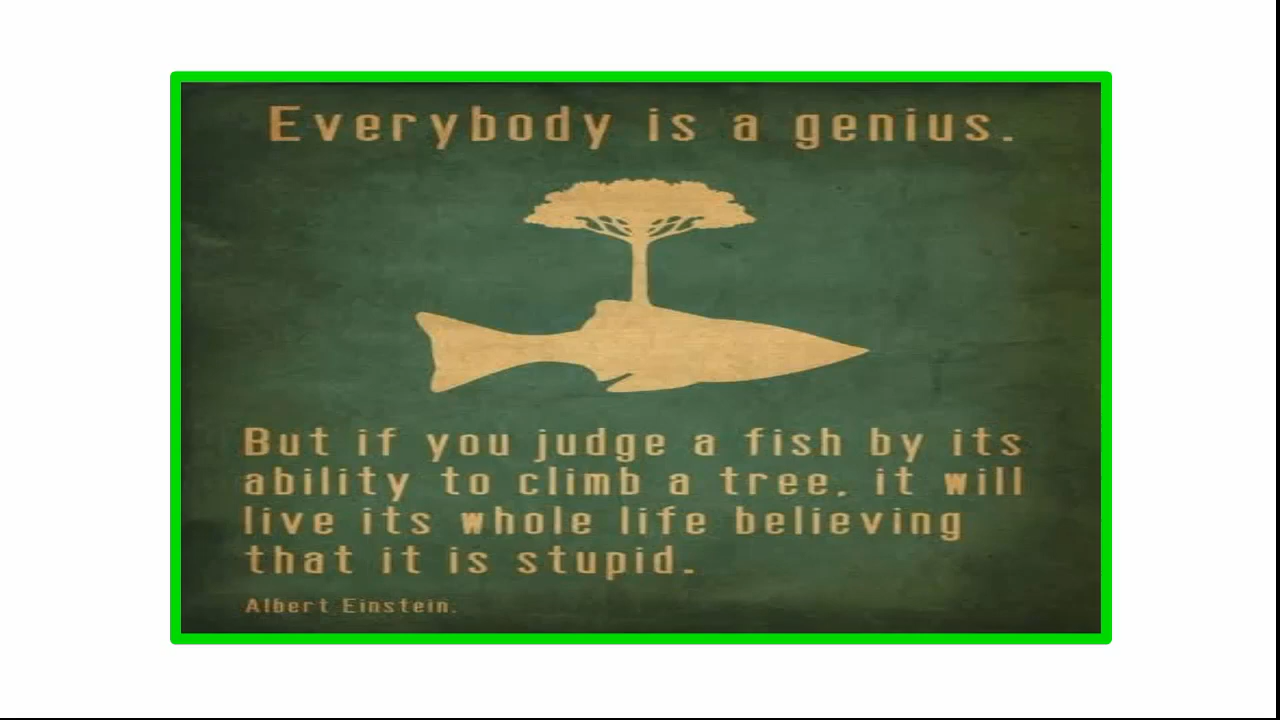 Everybody is a genius.
But if you judge a fish by its
ability to climb a tree, it will
live its whole life believing
that it is stupid.
Albert Einstein.